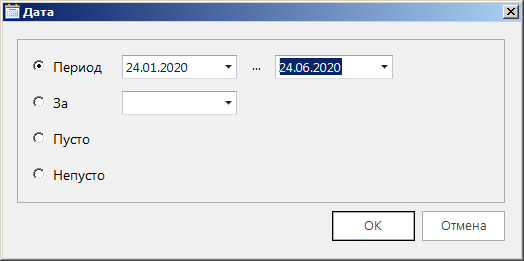 Дата
Период 24.01.2020 ... 24.06.2020
За
Пусто
Непусто
OK Отмена